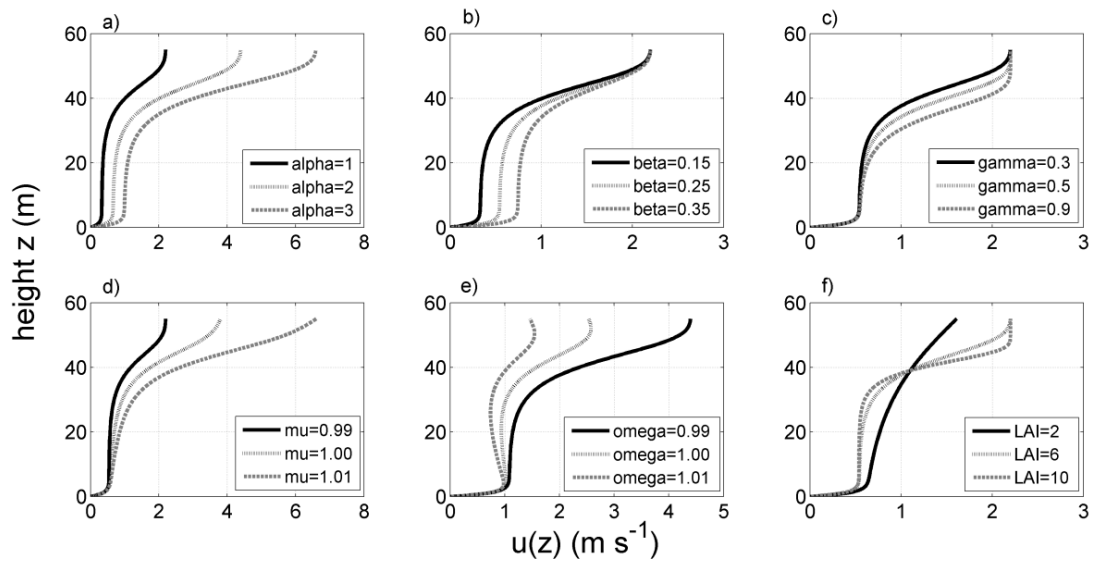 a)
60
40
20
0
0 2 4 6 8
alpha=1
alpha=2
alpha=3
b)
60
40
20
0
0 1 2 3
beta=0.15
beta=0.25
beta=0.35
c)
60
40
20
0
0 1 2 3
gamma=0.3
gamma=0.5
gamma=0.9
height z (m)
d)
60
40
20
0
0 2 4 6 8
mu=0.99
mu=1.00
mu=1.01
e)
60
40
20
0
0 1 2 3 4 5
omega=0.99
omega=1.00
omega=1.01
f)
60
40
20
0
0 1 2 3
LAI=2
LAI=6
LAI=10
u(z) (m s⁻¹)